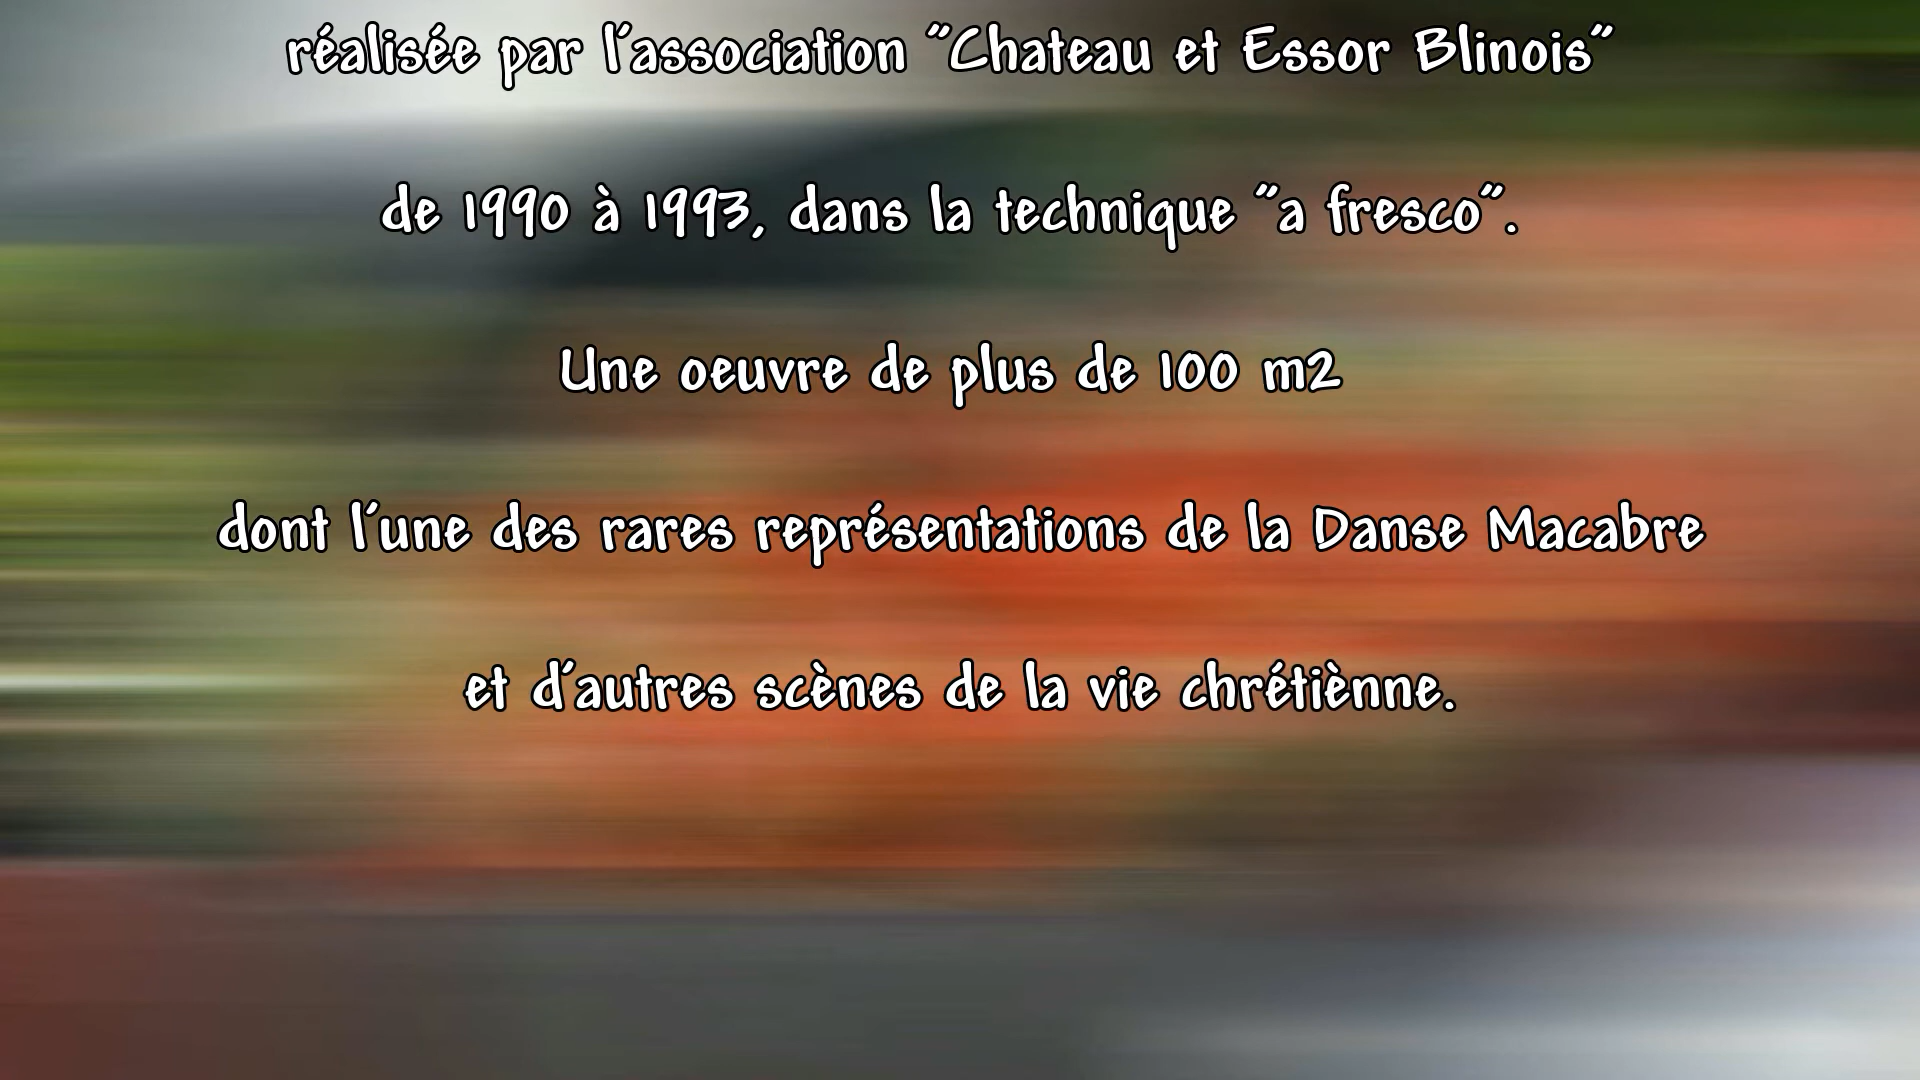 réalisée par l'association "Chateau et Essor Blinois"
de 1990 à 1993, dans la technique "a fresco".
Une oeuvre de plus de 100 m2
dont l'une des rares représentations de la Danse Macabre
et d'autres scènes de la vie chrétiènne.